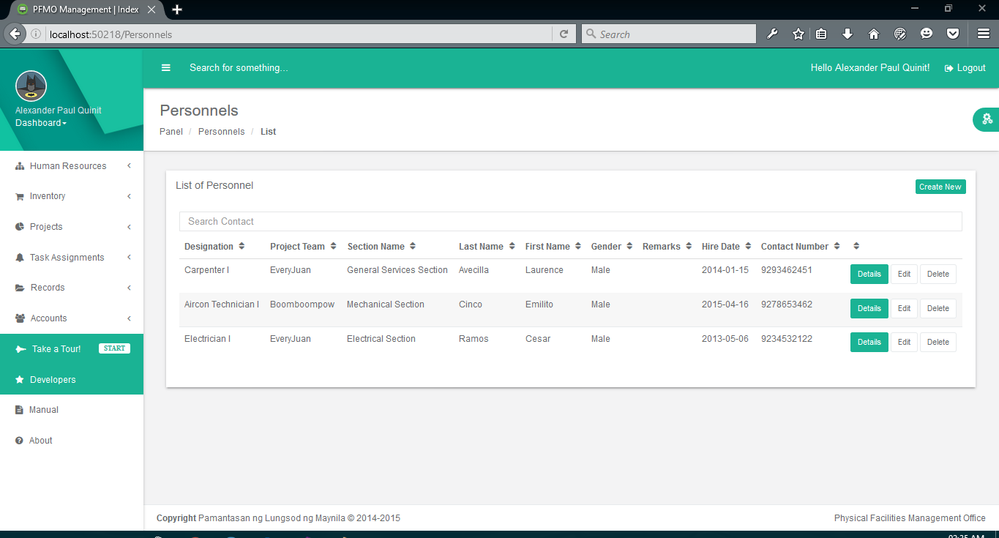 PFMO Management | Index
localhost:50218/Personnels
Search
Search for something...
Hello Alexander Paul Quinit!
Logout
Alexander Paul Quinit
Dashboard
Human Resources
Inventory
Projects
Task Assignments
Records
Accounts
Take a Tour! START
Developers
Manual
About
Personnels
Panel / Personnels / List
List of Personnel
Create New
Search Contact
Designation Project Team Section Name Last Name First Name Gender Remarks Hire Date Contact Number
Carpenter I EveryJuan General Services Section Avecilla Laurence Male 2014-01-15 9293462451 Details Edit Delete
Aircon Technician I Boomboompow Mechanical Section Cinco Emilito Male 2015-04-16 9278653462 Details Edit Delete
Electrician I EveryJuan Electrical Section Ramos Cesar Male 2013-05-06 9234532122 Details Edit Delete
Copyright Pamantasan ng Lungsod ng Maynila © 2014-2015
Physical Facilities Management Office